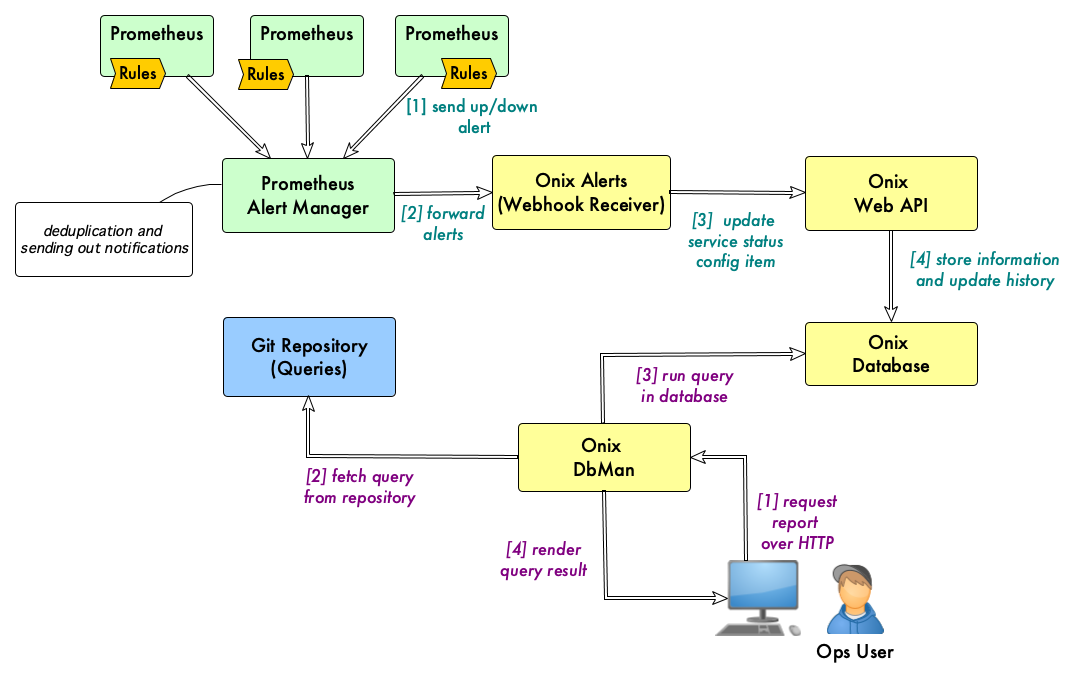 Prometheus
Rules
Prometheus
Rules
Prometheus
Rules
[1] send up/down
alert
Prometheus
Alert Manager
[2] forward
alerts
Onix Alerts
(Webhook Receiver)
[3]  update
service status
config item
Onix
Web API
deduplication and
sending out notifications
[4] store information
and update history
Git Repository
(Queries)
Onix
Database
[3] run query
in database
Onix
DbMan
[2] fetch query
from repository
[1] request
report
over HTTP
[4] render
query result
Ops User